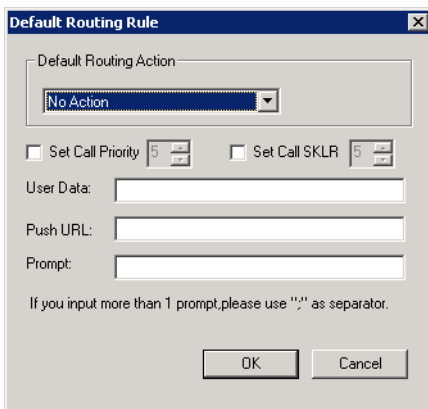 Default Routing Rule
Default Routing Action
No Action
Set Call Priority 5 Set Call SKLR 5
User Data:
Push URL:
Prompt:
If you input more than 1 prompt,please use ";" as separator.
OK Cancel